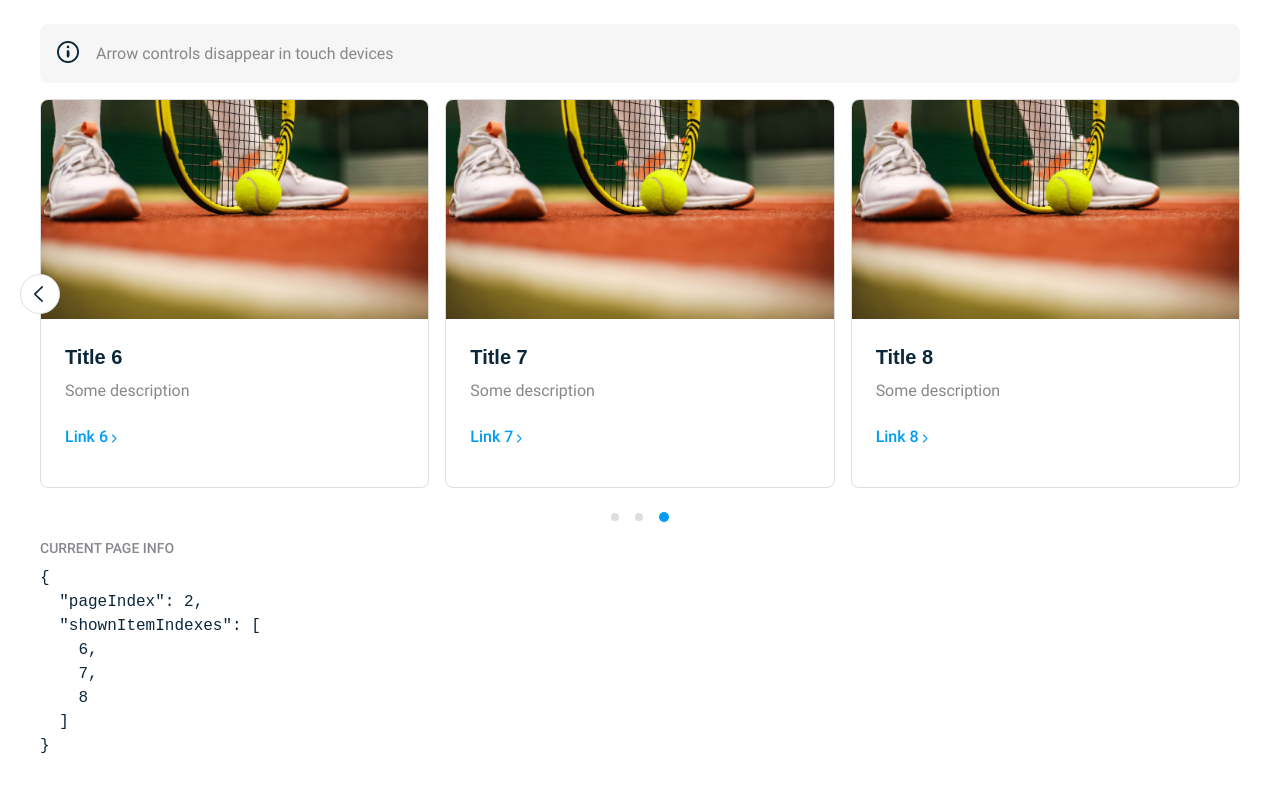 Arrow controls disappear in touch devices
Title 6
Some description
Link 6
Title 7
Some description
Link 7
Title 8
Some description
Link 8
CURRENT PAGE INFO
{
  "pageIndex": 2,
  "shownItemIndexes": [
    6,
    7,
    8
  ]
}